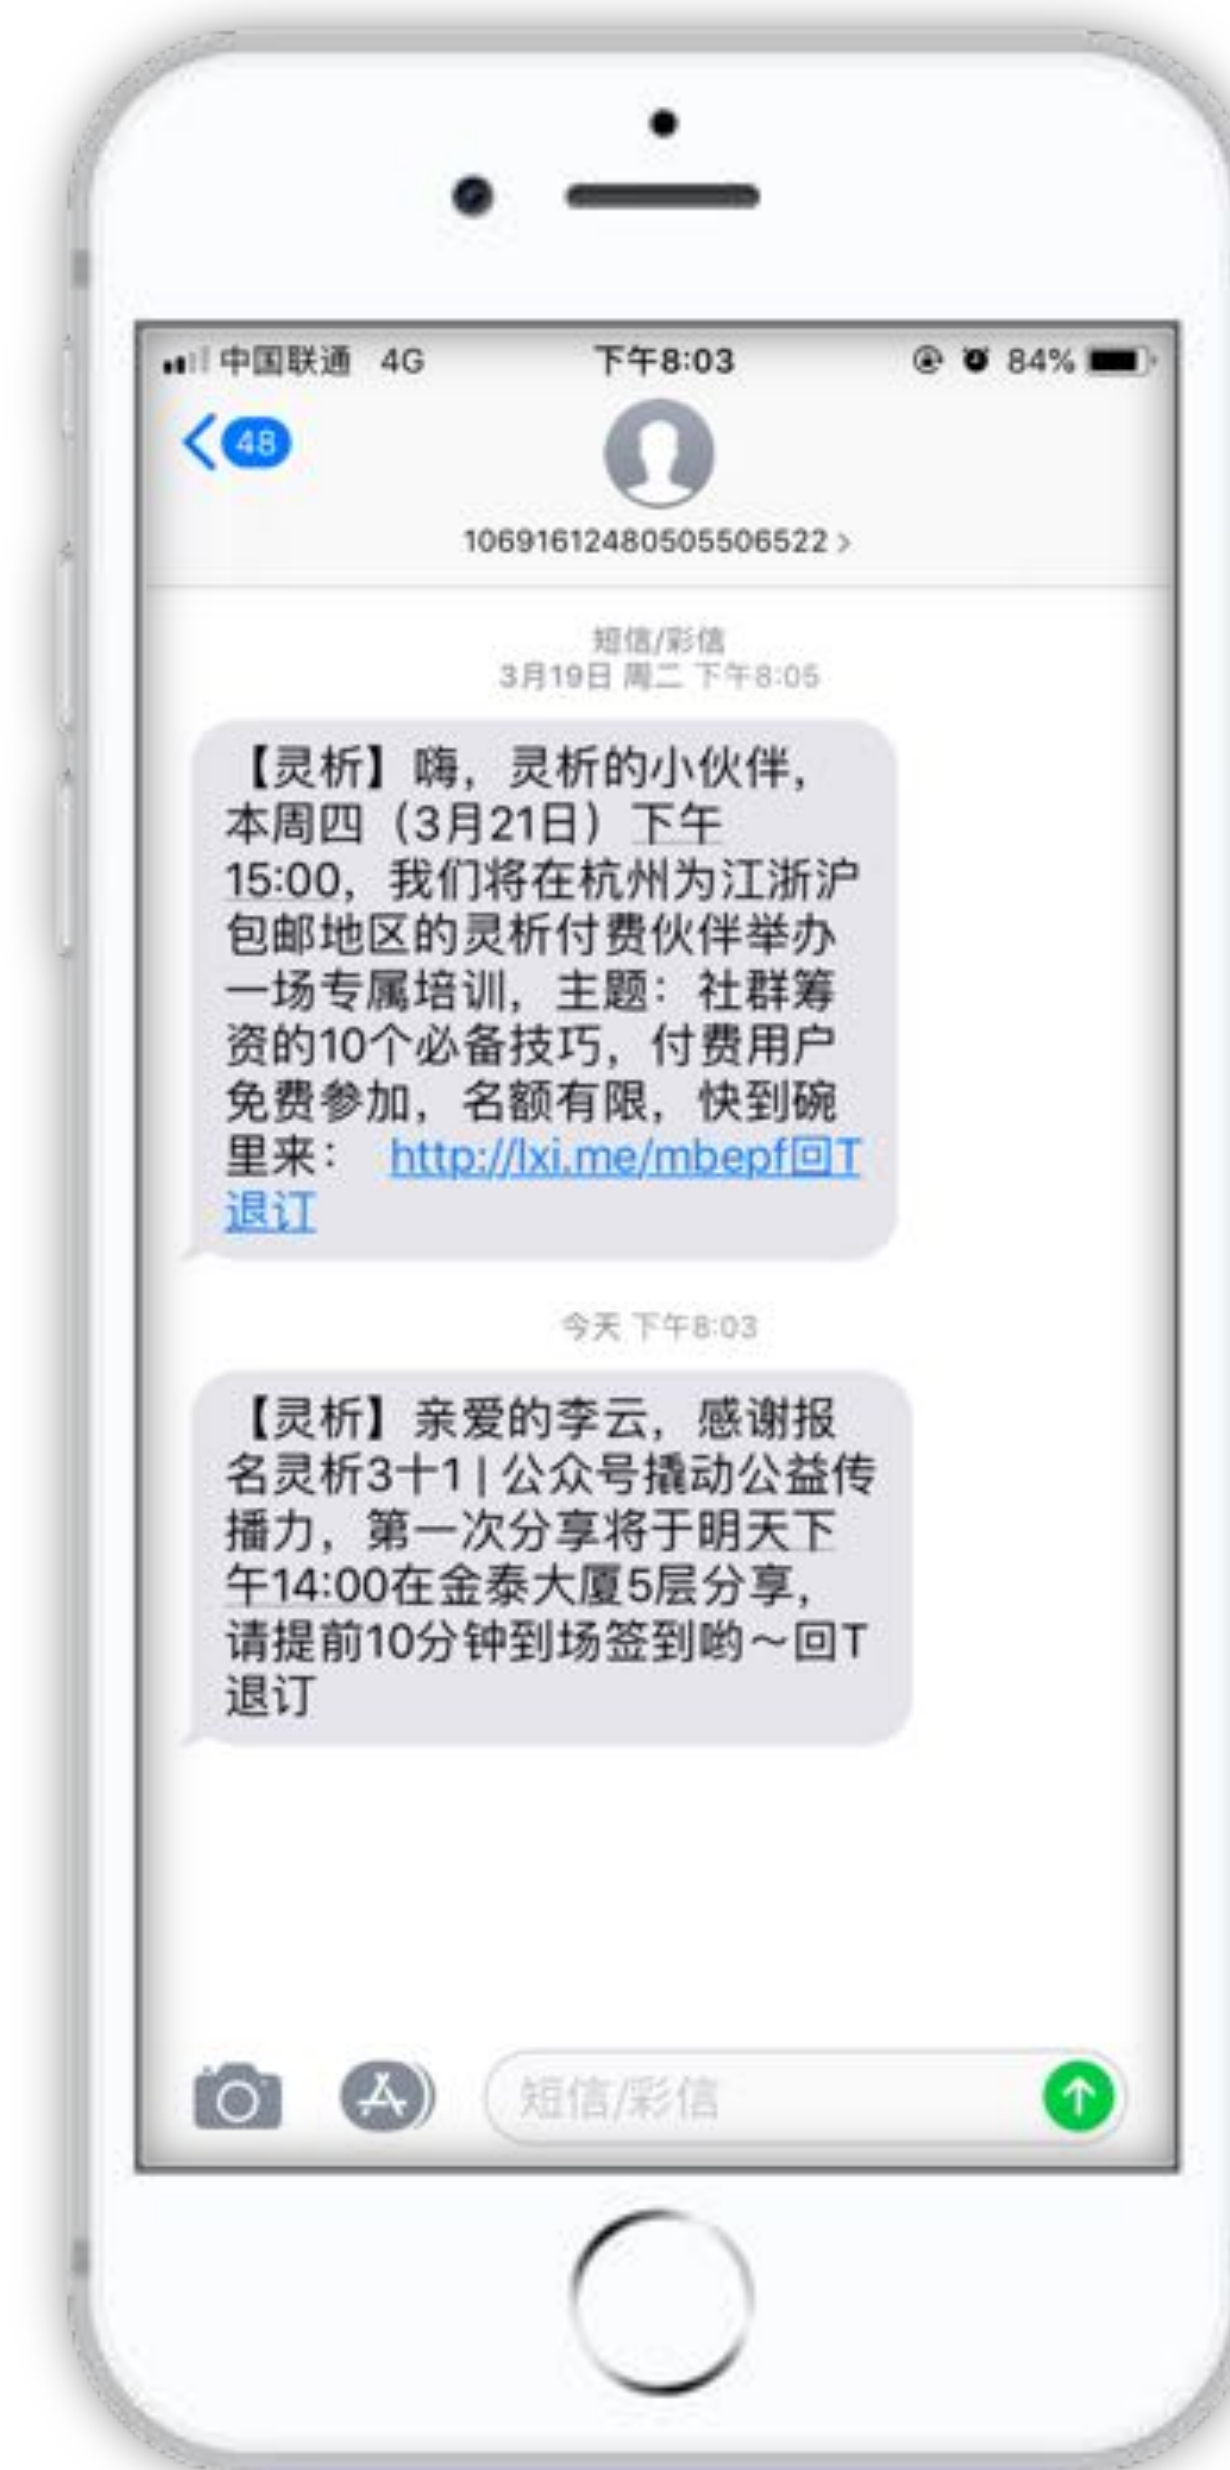 中国联通 4G 下午8:03 84%
48
10691612480505506522 >
短信/彩信
3月19日 周二 下午8:05
【灵析】嗨，灵析的小伙伴，
本周四（3月21日）下午
15:00，我们将在杭州为江浙沪
包邮地区的灵析付费伙伴举办
一场专属培训，主题：社群筹
资的10个必备技巧，付费用户
免费参加，名额有限，快到碗
里来： http://lxi.me/mbepf回T
退订
今天 下午8:03
【灵析】亲爱的李云，感谢报
名灵析3十1 | 公众号撬动公益传
播力，第一次分享将于明天下
午14:00在金泰大厦5层分享，
请提前10分钟到场签到哟～回T
退订
短信/彩信